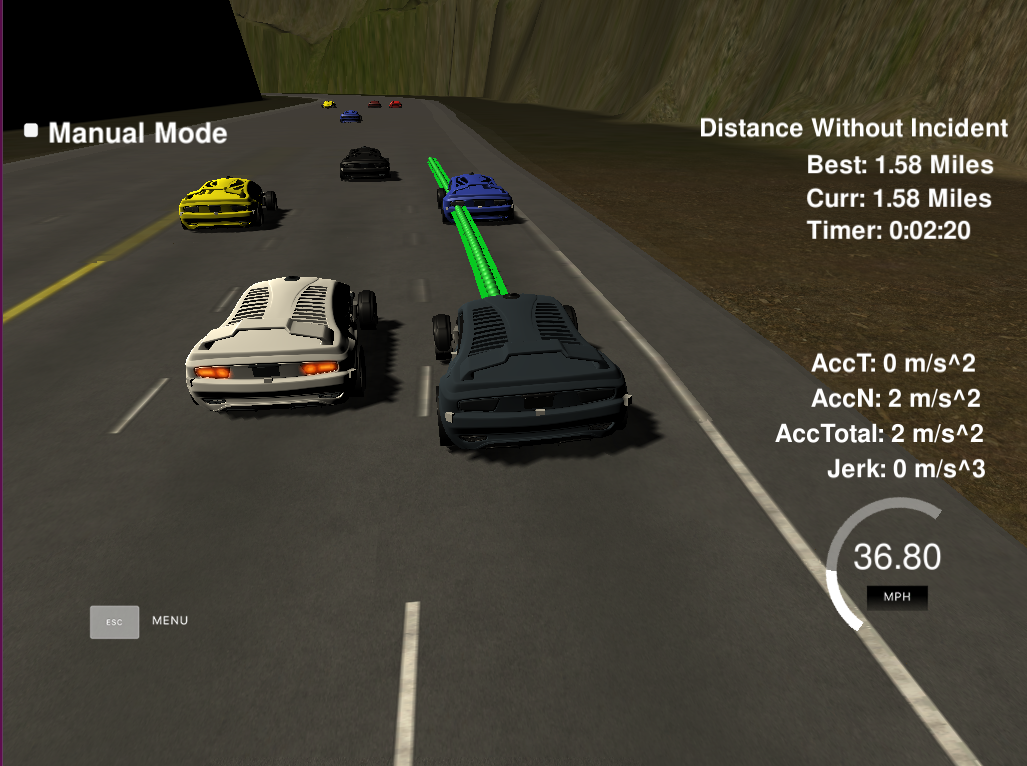 Manual Mode
Distance Without Incident
Best: 1.58 Miles
Curr: 1.58 Miles
Timer: 0:02:20
AccT: 0 m/s^2
AccN: 2 m/s^2
AccTotal: 2 m/s^2
Jerk: 0 m/s^3
36.80
MPH
ESC MENU